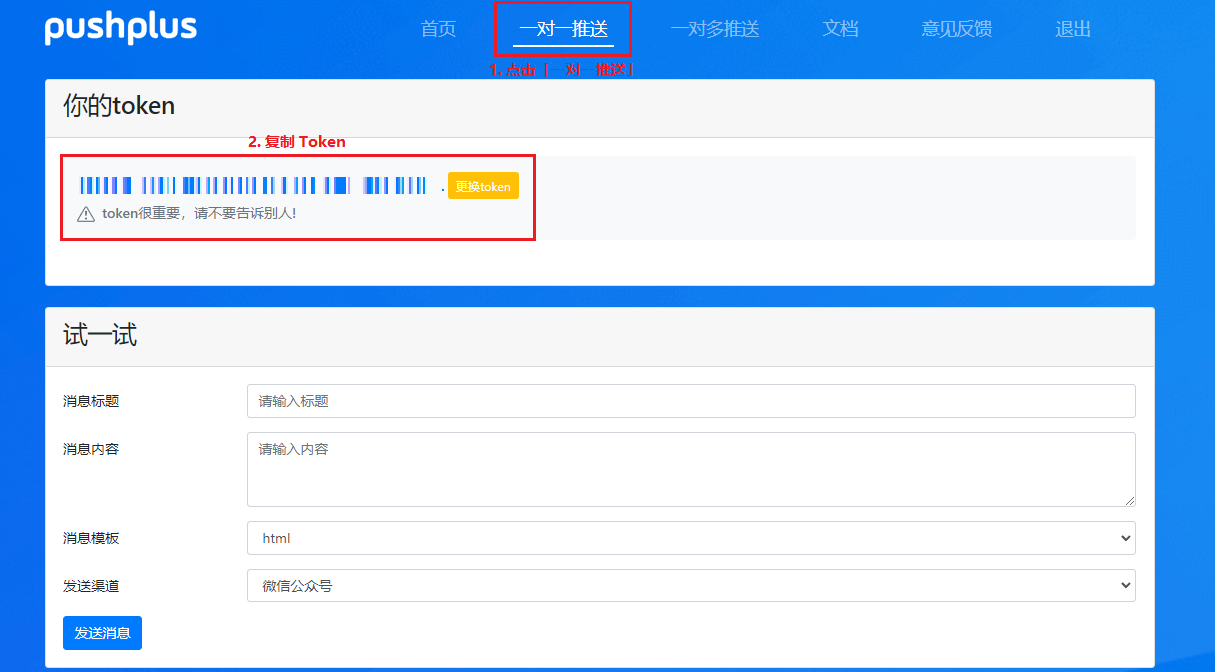 pushplus 首页 一对一推送 一对多推送 文档 意见反馈 退出
1. 点击「一对一推送」
你的token
2. 复制 Token
更换token
token很重要，请不要告诉别人!
试一试
消息标题 请输入标题
消息内容 请输入内容
消息模板 html
发送渠道 微信公众号
发送消息